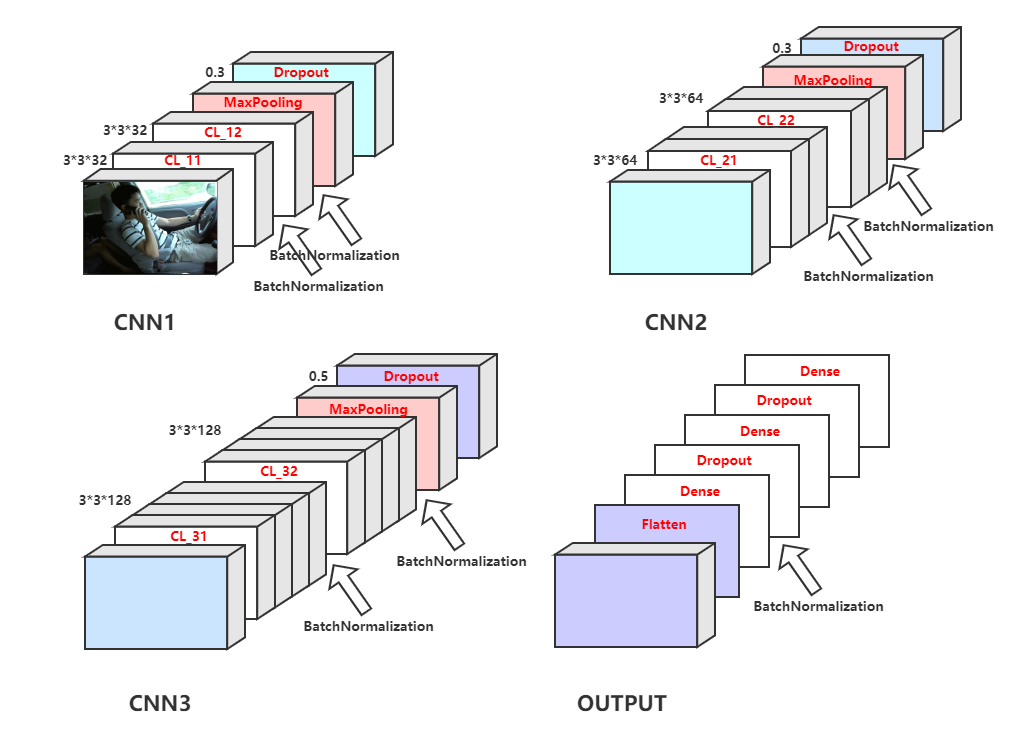 0.3
Dropout
MaxPooling
3*3*32
CL_12
3*3*32
CL_11
BatchNormalization
BatchNormalization
CNN1
0.3
Dropout
MaxPooling
3*3*64
CL_22
3*3*64
CL_21
BatchNormalization
BatchNormalization
CNN2
0.5
Dropout
MaxPooling
3*3*128
CL_32
3*3*128
CL_31
BatchNormalization
BatchNormalization
CNN3
Dense
Dropout
Dense
Dropout
Dense
Flatten
BatchNormalization
OUTPUT